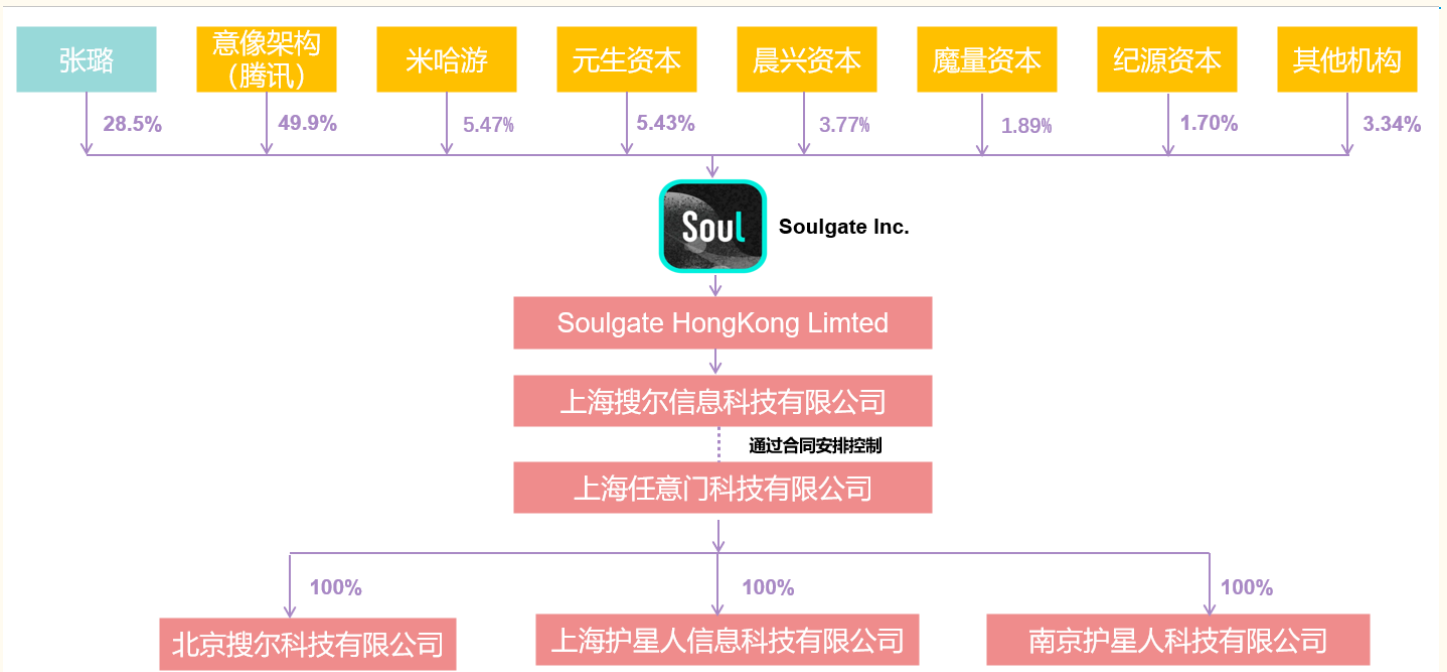 张璐
意像架构
（腾讯）
米哈游
元生资本
晨兴资本
魔量资本
纪源资本
其他机构
28.5%
49.9%
5.47%
5.43%
3.77%
1.89%
1.70%
3.34%
Soul
Soulgate Inc.
Soulgate HongKong Limted
上海搜尔信息科技有限公司
通过合同安排控制
上海任意门科技有限公司
100%
100%
100%
北京搜尔科技有限公司
上海护星人信息科技有限公司
南京护星人科技有限公司